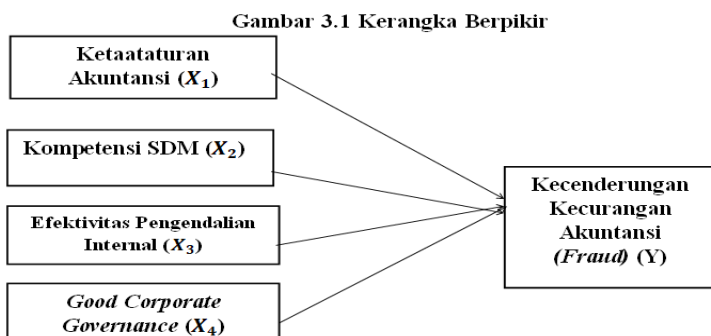 Gambar 3.1 Kerangka Berpikir
Ketaataturan
Akuntansi (X₁)
Kompetensi SDM (X₂)
Efektivitas Pengendalian
Internal (X₃)
Good Corporate
Governance (X₄)
Kecenderungan
Kecurangan
Akuntansi
(Fraud) (Y)